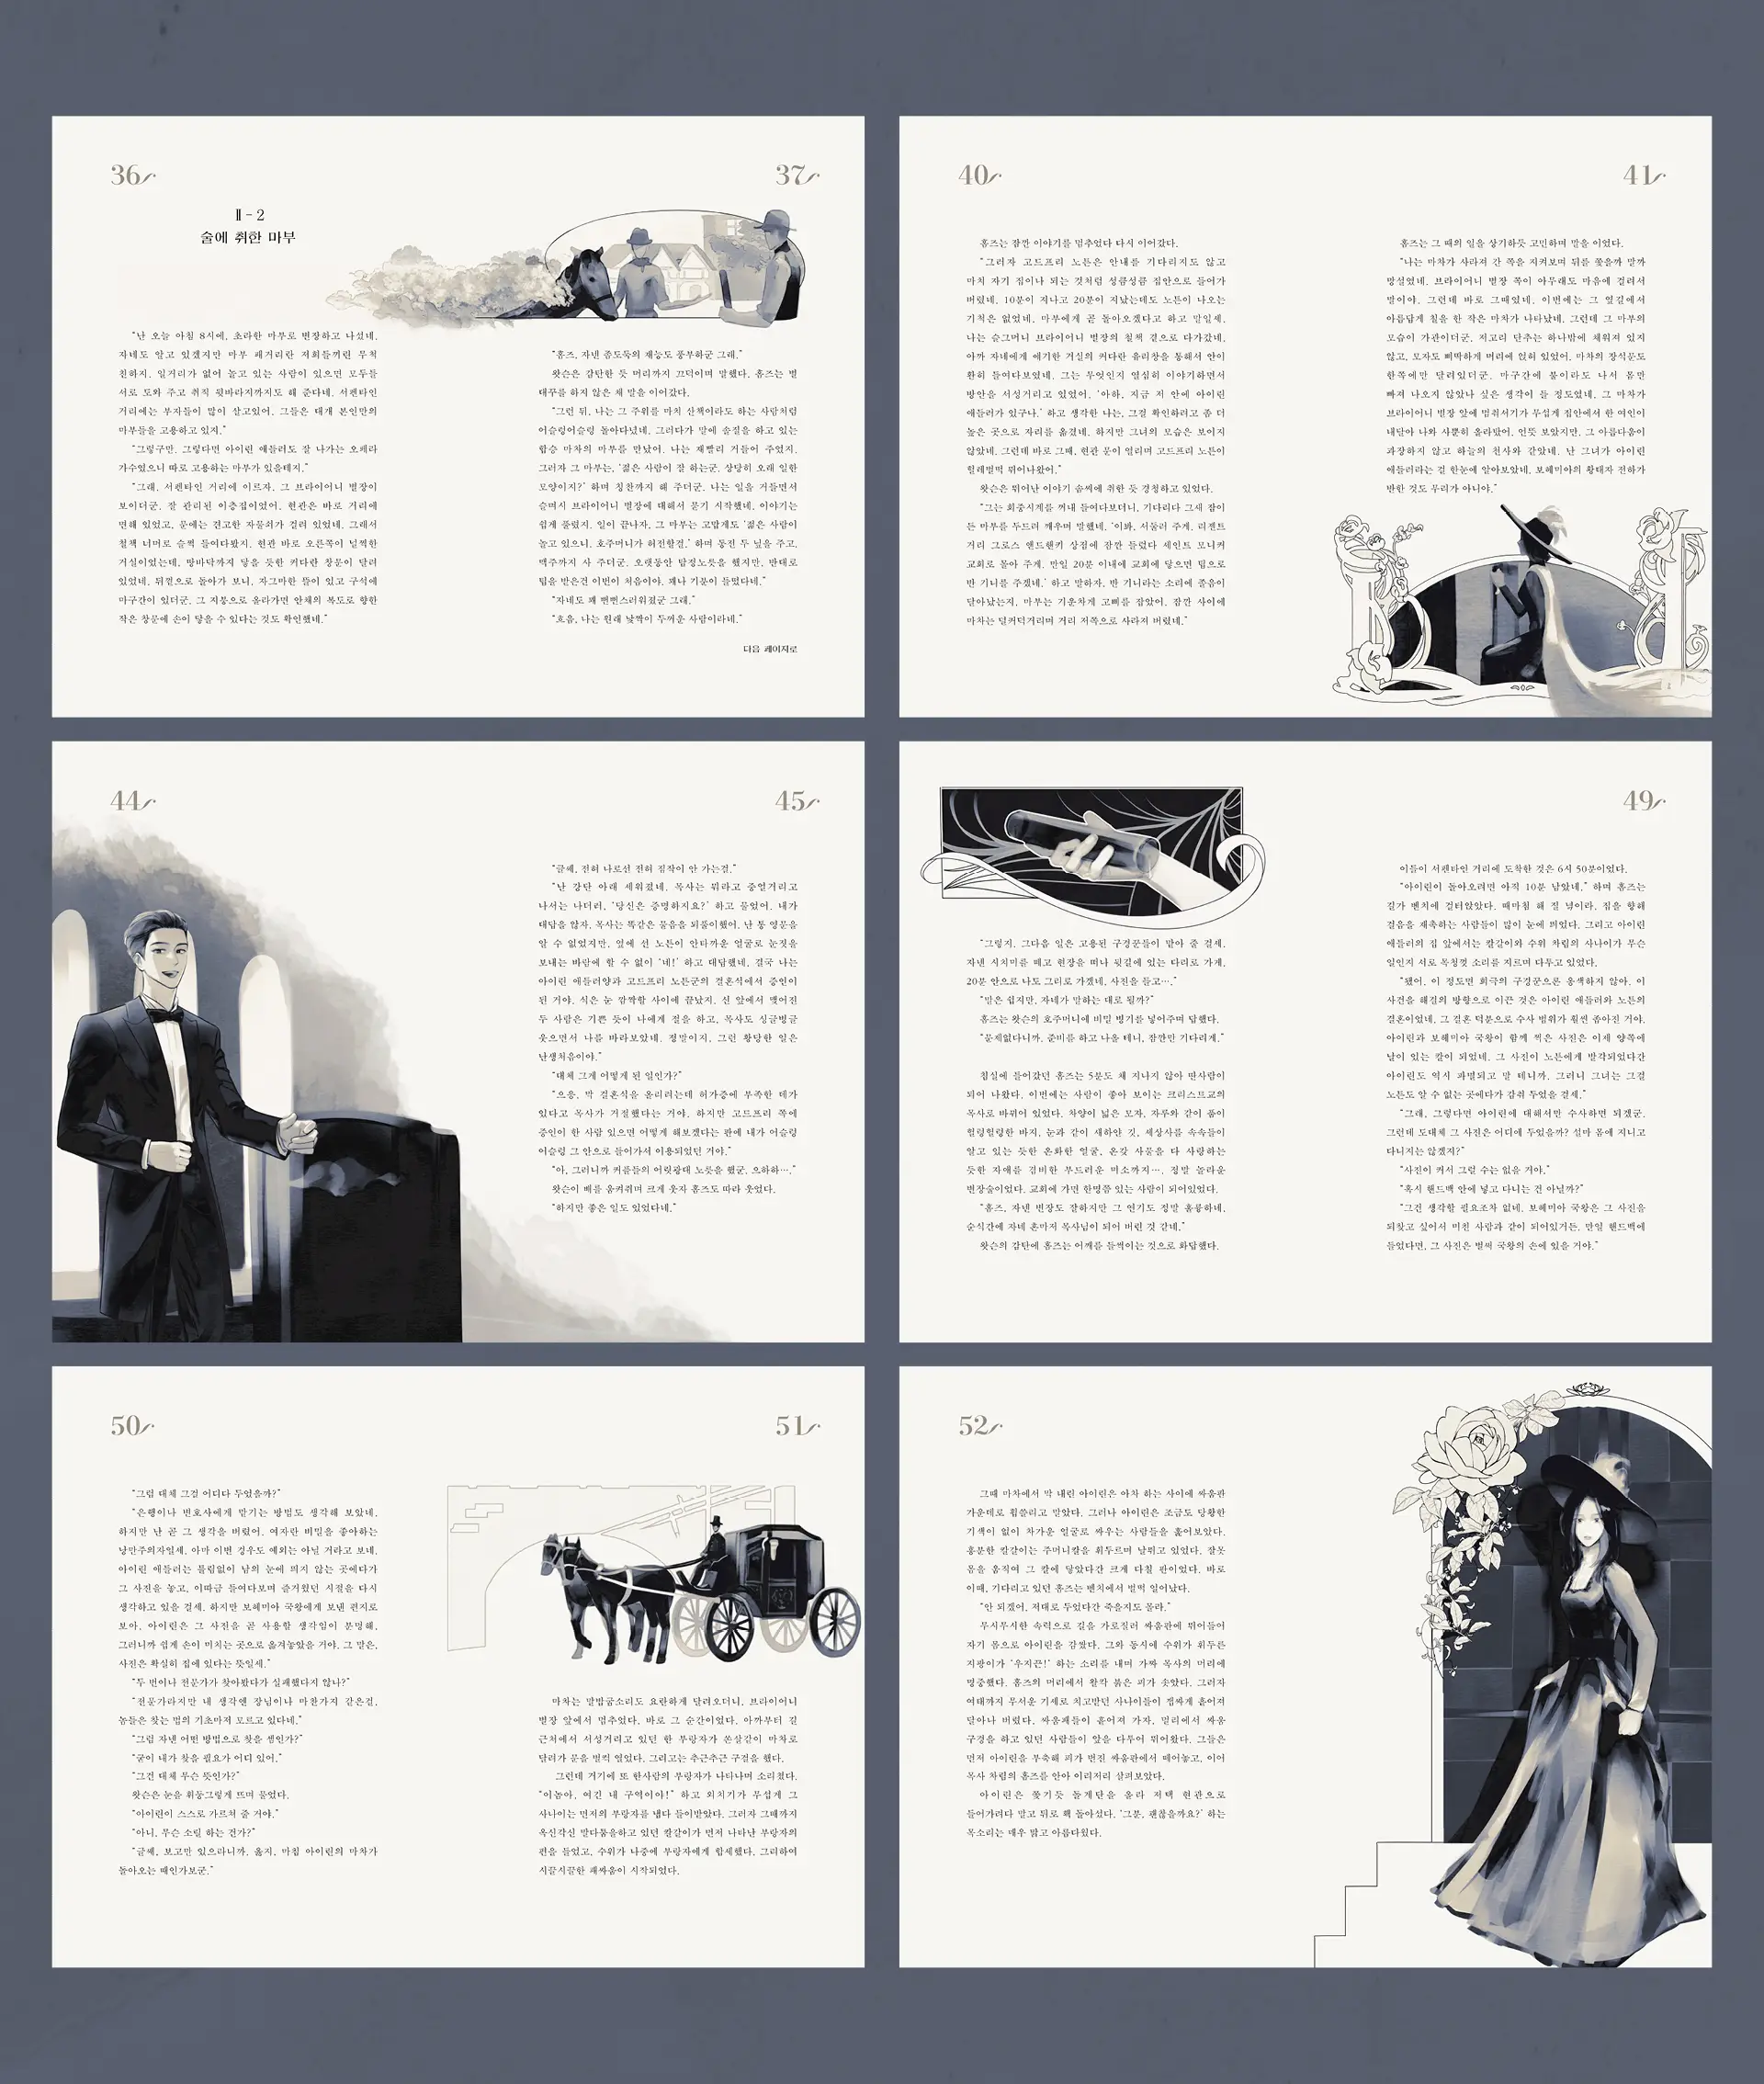 36
37
Ⅱ - 2
술에 취한 마부
"난 오늘 아침 8시에, 초라한 마부로 변장하고 나섰네.
자네도 알고 있겠지만 마부 패거리란 저희들끼린 무척
친하지. 일거리가 없어 놀고 있는 사람이 있으면 모두들
서로 도와 주고 취직 뒷바라지까지도 해 준다네. 서펜타인
거리에는 부자들이 많이 살고있어. 그들은 대개 본인만의
마부들을 고용하고 있지."
"그렇구만. 그렇다면 아이린 애들러도 잘 나가는 오페라
가수였으니 따로 고용하는 마부가 있을테지."
"그래. 서펜타인 거리에 이르자, 그 브라이어니 별장이
보이더군. 잘 관리된 이층집이었어. 현관은 바로 거리에
면해 있었고, 문에는 견고한 자물쇠가 걸려 있었네. 그래서
철책 너머로 슬쩍 들여다봤지. 현관 바로 오른쪽이 널찍한
거실이었는데, 방바닥까지 닿을 듯한 커다란 창문이 달려
있었네. 뒤곁으로 돌아가 보니, 자그마한 뜰이 있고 구석에
마구간이 있더군. 그 지붕으로 올라가면 안채의 복도로 향한
작은 창문에 손이 닿을 수 있다는 것도 확인했네."
"홈즈, 자낸 좀도둑의 재능도 풍부하군 그래."
왓슨은 감탄한 듯 머리까지 끄덕이며 말했다. 홈즈는 별
대꾸를 하지 않은 채 말을 이어갔다.
"그런 뒤, 나는 그 주위를 마치 산책이라도 하는 사람처럼
어슬렁어슬렁 돌아다녔네. 그러다가 말에 솔질을 하고 있는
합승 마차의 마부를 만났어. 나는 재빨리 거들어 주었지.
그러자 그 마부는, '젊은 사람이 잘 하는군. 상당히 오래 일한
모양이지?' 하며 칭찬까지 해 주더군. 나는 일을 거들면서
슬며시 브라이어니 별장에 대해서 묻기 시작했네. 이야기는
쉽게 풀렸지. 일이 끝나자, 그 마부는 고맙게도 '젊은 사람이
놀고 있으니, 호주머니가 허전할걸.' 하며 동전 두 닢을 주고,
맥주까지 사 주더군. 오랫동안 탐정노릇을 했지만, 반대로
팁을 받은건 이번이 처음이야. 꽤나 기분이 들떴다네."
"자네도 꽤 뻔뻔스러워졌군 그래."
"흐음, 나는 원래 낯짝이 두꺼운 사람이라네."
다음 페이지로
40
41
홈즈는 잠깐 이야기를 멈추었다 다시 이어갔다.
"그러자 고드프리 노튼은 안내를 기다리지도 않고
마치 자기 집이나 되는 것처럼 성큼성큼 집안으로 들어가
버렸네. 10분이 지나고 20분이 지났는데도 노튼이 나오는
기척은 없었네. 마부에게 곧 돌아오겠다고 하고 말일세.
나는 슬그머니 브라이어니 별장의 철책 곁으로 다가갔네.
아까 자네에게 얘기한 거실의 커다란 유리창을 통해서 안이
환히 들여다보였네. 그는 무엇인지 열심히 이야기하면서
방안을 서성거리고 있었어. '아하, 지금 저 안에 아이린
애들러가 있구나.' 하고 생각한 나는, 그걸 확인하려고 좀 더
높은 곳으로 자리를 옮겼네. 하지만 그녀의 모습은 보이지
않았네. 그런데 바로 그때, 현관 문이 열리며 고드프리 노튼이
헐레벌떡 뛰어나왔어."
왓슨은 뛰어난 이야기 솜씨에 취한 듯 경청하고 있었다.
"그는 회중시계를 꺼내 들여다보더니, 기다리다 그새 잠이
든 마부를 두드려 깨우며 말했네. '이봐, 서둘러 주게. 리젠트
거리 그로스 앤드핸키 상점에 잠깐 들렀다 세인트 모니커
교회로 몰아 주게. 만일 20분 이내에 교회에 닿으면 팁으로
반 기니를 주겠네.' 하고 말하자, 반 기니라는 소리에 졸음이
달아났는지, 마부는 기운차게 고삐를 잡았어. 잠깐 사이에
마차는 덜커덕거리며 거리 저쪽으로 사라져 버렸네."
홈즈는 그 때의 일을 상기하듯 고민하며 말을 이었다.
"나는 마차가 사라져 간 쪽을 지켜보며 뒤를 쫓을까 말까
망설였네. 브라이어니 별장 쪽이 아무래도 마음에 걸려서
말이야. 그런데 바로 그때였네. 이번에는 그 옆길에서
아름답게 칠을 한 작은 마차가 나타났네. 그런데 그 마부의
모습이 가관이더군. 저고리 단추는 하나밖에 채워져 있지
않고, 모자도 삐딱하게 머리에 얹혀 있었어. 마차의 장식문도
한쪽에만 달려있더군. 마구간에 불이라도 나서 몸만
빠져 나오지 않았나 싶은 생각이 들 정도였네. 그 마차가
브라이어니 별장 앞에 멈춰서기가 무섭게 집안에서 한 여인이
내달아 나와 사뿐히 올라탔어. 언뜻 보았지만, 그 아름다움이
과장하지 않고 하늘의 천사와 같았네. 난 그녀가 아이린
애들러라는 걸 한눈에 알아보았네. 보헤미아의 황태자 전하가
반한 것도 무리가 아니야."
44
45
"글쎄, 전혀 나로선 전혀 짐작이 안 가는걸."
"난 강단 아래 세워졌네. 목사는 뭐라고 중얼거리고
나서는 나더러, '당신은 증명하지요?' 하고 물었어. 내가
대답을 않자, 목사는 똑같은 물음을 되풀이했어. 난 통 영문을
알 수 없었지만, 옆에 선 노튼이 안타까운 얼굴로 눈짓을
보내는 바람에 할 수 없이 '네!' 하고 대답했네. 결국 나는
아이린 애들러양과 고드프리 노튼군의 결혼식에서 증인이
된 거야. 식은 눈 깜짝할 사이에 끝났지. 신 앞에서 맺어진
두 사람은 기쁜 듯이 나에게 절을 하고, 목사도 싱글벙글
웃으면서 나를 바라보았네. 정말이지, 그런 황당한 일은
난생처음이야."
"대체 그게 어떻게 된 일인가?"
"으응, 막 결혼식을 올리려는데 허가증에 부족한 데가
있다고 목사가 거절했다는 거야. 하지만 고드프리 쪽에
증인이 한 사람 있으면 어떻게 해보겠다는 판에 내가 어슬렁
어슬렁 그 안으로 들어가서 이용되었던 거야."
"아, 그러니까 커플들의 어릿광대 노릇을 했군. 으하하…."
왓슨이 배를 움켜쥐며 크게 웃자 홈즈도 따라 웃었다.
"하지만 좋은 일도 있었다네."
49
"그렇지. 그다음 일은 고용된 구경꾼들이 맡아 줄 걸세.
자낸 시치미를 떼고 현장을 떠나 뒷길에 있는 다리로 가게.
20분 안으로 나도 그리로 가겠네. 사진을 들고…."
"말은 쉽지만, 자네가 말하는 대로 될까?"
홈즈는 왓슨의 호주머니에 비밀 병기를 넣어주며 답했다.
"문제없다니까. 준비를 하고 나올 테니, 잠깐만 기다리게."
침실에 들어갔던 홈즈는 5분도 채 지나지 않아 딴사람이
되어 나왔다. 이번에는 사람이 좋아 보이는 크리스트교의
목사로 바뀌어 있었다. 차양이 넓은 모자, 자루와 같이 품이
헐렁헐렁한 바지, 눈과 같이 새하얀 깃, 세상사를 속속들이
알고 있는 듯한 온화한 얼굴, 온갖 사물을 다 사랑하는
듯한 자애를 겸비한 부드러운 미소까지…. 정말 놀라운
변장술이었다. 교회에 가면 한명쯤 있는 사람이 되어있었다.
"홈즈, 자낸 변장도 잘하지만 그 연기도 정말 훌륭하네.
순식간에 자네 혼마저 목사님이 되어 버린 것 같네."
왓슨의 감탄에 홈즈는 어깨를 들썩이는 것으로 화답했다.
이들이 서펜타인 거리에 도착한 것은 6시 50분이었다.
"아이린이 돌아오려면 아직 10분 남았네." 하며 홈즈는
길가 벤치에 걸터앉았다. 때마침 해 질 녘이라, 집을 향해
걸음을 재촉하는 사람들이 많이 눈에 띄었다. 그리고 아이린
애들러의 집 앞에서는 칼갈이와 수위 차림의 사나이가 무슨
일인지 서로 목청껏 소리를 지르며 다투고 있었다.
"됐어. 이 정도면 희극의 구경꾼으론 옹색하지 않아. 이
사건을 해결의 방향으로 이끈 것은 아이린 애들러와 노튼의
결혼이었네. 그 결혼 덕분으로 수사 범위가 훨씬 좁아진 거야.
아이린과 보헤미아 국왕이 함께 찍은 사진은 이제 양쪽에
날이 있는 칼이 되었네. 그 사진이 노튼에게 발각되었다간
아이린도 역시 파멸되고 말 테니까. 그러니 그녀는 그걸
노튼도 알 수 없는 곳에다가 감춰 두었을 걸세."
"그래. 그렇다면 아이린에 대해서만 수사하면 되겠군.
그런데 도대체 그 사진은 어디에 두었을까? 설마 몸에 지니고
다니지는 않겠지?"
"사진이 커서 그럴 수는 없을 거야."
"혹시 핸드백 안에 넣고 다니는 건 아닐까?"
"그건 생각할 필요조차 없네. 보헤미아 국왕은 그 사진을
되찾고 싶어서 미친 사람과 같이 되어있거든. 만일 핸드백에
들었다면, 그 사진은 벌써 국왕의 손에 있을 거야."
50
51
"그럼 대체 그걸 어디다 두었을까?"
"은행이나 변호사에게 맡기는 방법도 생각해 보았네.
하지만 난 곧 그 생각을 버렸어. 여자란 비밀을 좋아하는
낭만주의자일세. 아마 이번 경우도 예외는 아닐 거라고 보네.
아이린 애들러는 틀림없이 남의 눈에 띄지 않는 곳에다가
그 사진을 놓고, 이따금 들여다보며 즐거웠던 시절을 다시
생각하고 있을 걸세. 하지만 보헤미아 국왕에게 보낸 편지로
보아, 아이린은 그 사진을 곧 사용할 생각임이 분명해.
그러니까 쉽게 손이 미치는 곳으로 옮겨놓았을 거야. 그 말은,
사진은 확실히 집에 있다는 뜻일세."
"두 번이나 전문가가 찾아봤다가 실패했다지 않나?"
"전문가라지만 내 생각엔 장님이나 마찬가지 같은걸.
놈들은 찾는 법의 기초마저 모르고 있다네."
"그럼 자낸 어떤 방법으로 찾을 셈인가?"
"굳이 내가 찾을 필요가 어디 있어."
"그건 대체 무슨 뜻인가?"
왓슨은 눈을 휘둥그렇게 뜨며 물었다.
"아이린이 스스로 가르쳐 줄 거야."
"아니, 무슨 소릴 하는 건가?"
"글쎄, 보고만 있으라니까. 옳지, 마침 아이린의 마차가
돌아오는 때인가보군."
마차는 말발굽소리도 요란하게 달려오더니, 브라이어니
별장 앞에서 멈추었다. 바로 그 순간이었다. 아까부터 길
근처에서 서성거리고 있던 한 부랑자가 쏜살같이 마차로
달려가 문을 벌컥 열었다. 그리고는 추근추근 구걸을 했다.
그런데 거기에 또 한사람의 부랑자가 나타나며 소리쳤다.
"이놈아, 여긴 내 구역이야!" 하고 외치기가 무섭게 그
사나이는 먼저의 부랑자를 냅다 들이받았다. 그러자 그때까지
옥신각신 말다툼을하고 있던 칼갈이가 먼저 나타난 부랑자의
편을 들었고, 수위가 나중에 부랑자에게 합세했다. 그리하여
시끌시끌한 패싸움이 시작되었다.
52
그때 마차에서 막 내린 아이린은 아차 하는 사이에 싸움판
가운데로 휩쓸리고 말았다. 그러나 아이린은 조금도 당황한
기색이 없이 차가운 얼굴로 싸우는 사람들을 훑어보았다.
흥분한 칼갈이는 주머니칼을 휘두르며 날뛰고 있었다. 잘못
몸을 움직여 그 칼에 닿았다간 크게 다칠 판이었다. 바로
이때, 기다리고 있던 홈즈는 벤치에서 벌떡 일어났다.
"안 되겠어, 저대로 두었다간 죽을지도 몰라."
무시무시한 속력으로 길을 가로질러 싸움판에 뛰어들어
자기 몸으로 아이린을 감쌌다. 그와 동시에 수위가 휘두른
지팡이가 '우지끈!' 하는 소리를 내며 가짜 목사의 머리에
명중했다. 홈즈의 머리에서 활칵 붉은 피가 솟았다. 그러자
여태까지 무서운 기세로 치고받던 사나이들이 잽싸게 흩어져
달아나 버렸다. 싸움패들이 흩어져 가자, 멀리에서 싸움
구경을 하고 있던 사람들이 앞을 다투어 뛰어왔다. 그들은
먼저 아이린을 부축해 피가 번진 싸움판에서 떼어놓고, 이어
목사 차림의 홈즈를 안아 이리저리 살펴보았다.
아이린은 쫓기듯 돌계단을 올라 저택 현관으로
들어가려다 말고 뒤로 핵 돌아섰다. '그분, 괜찮을까요?' 하는
목소리는 매우 맑고 아름다웠다.